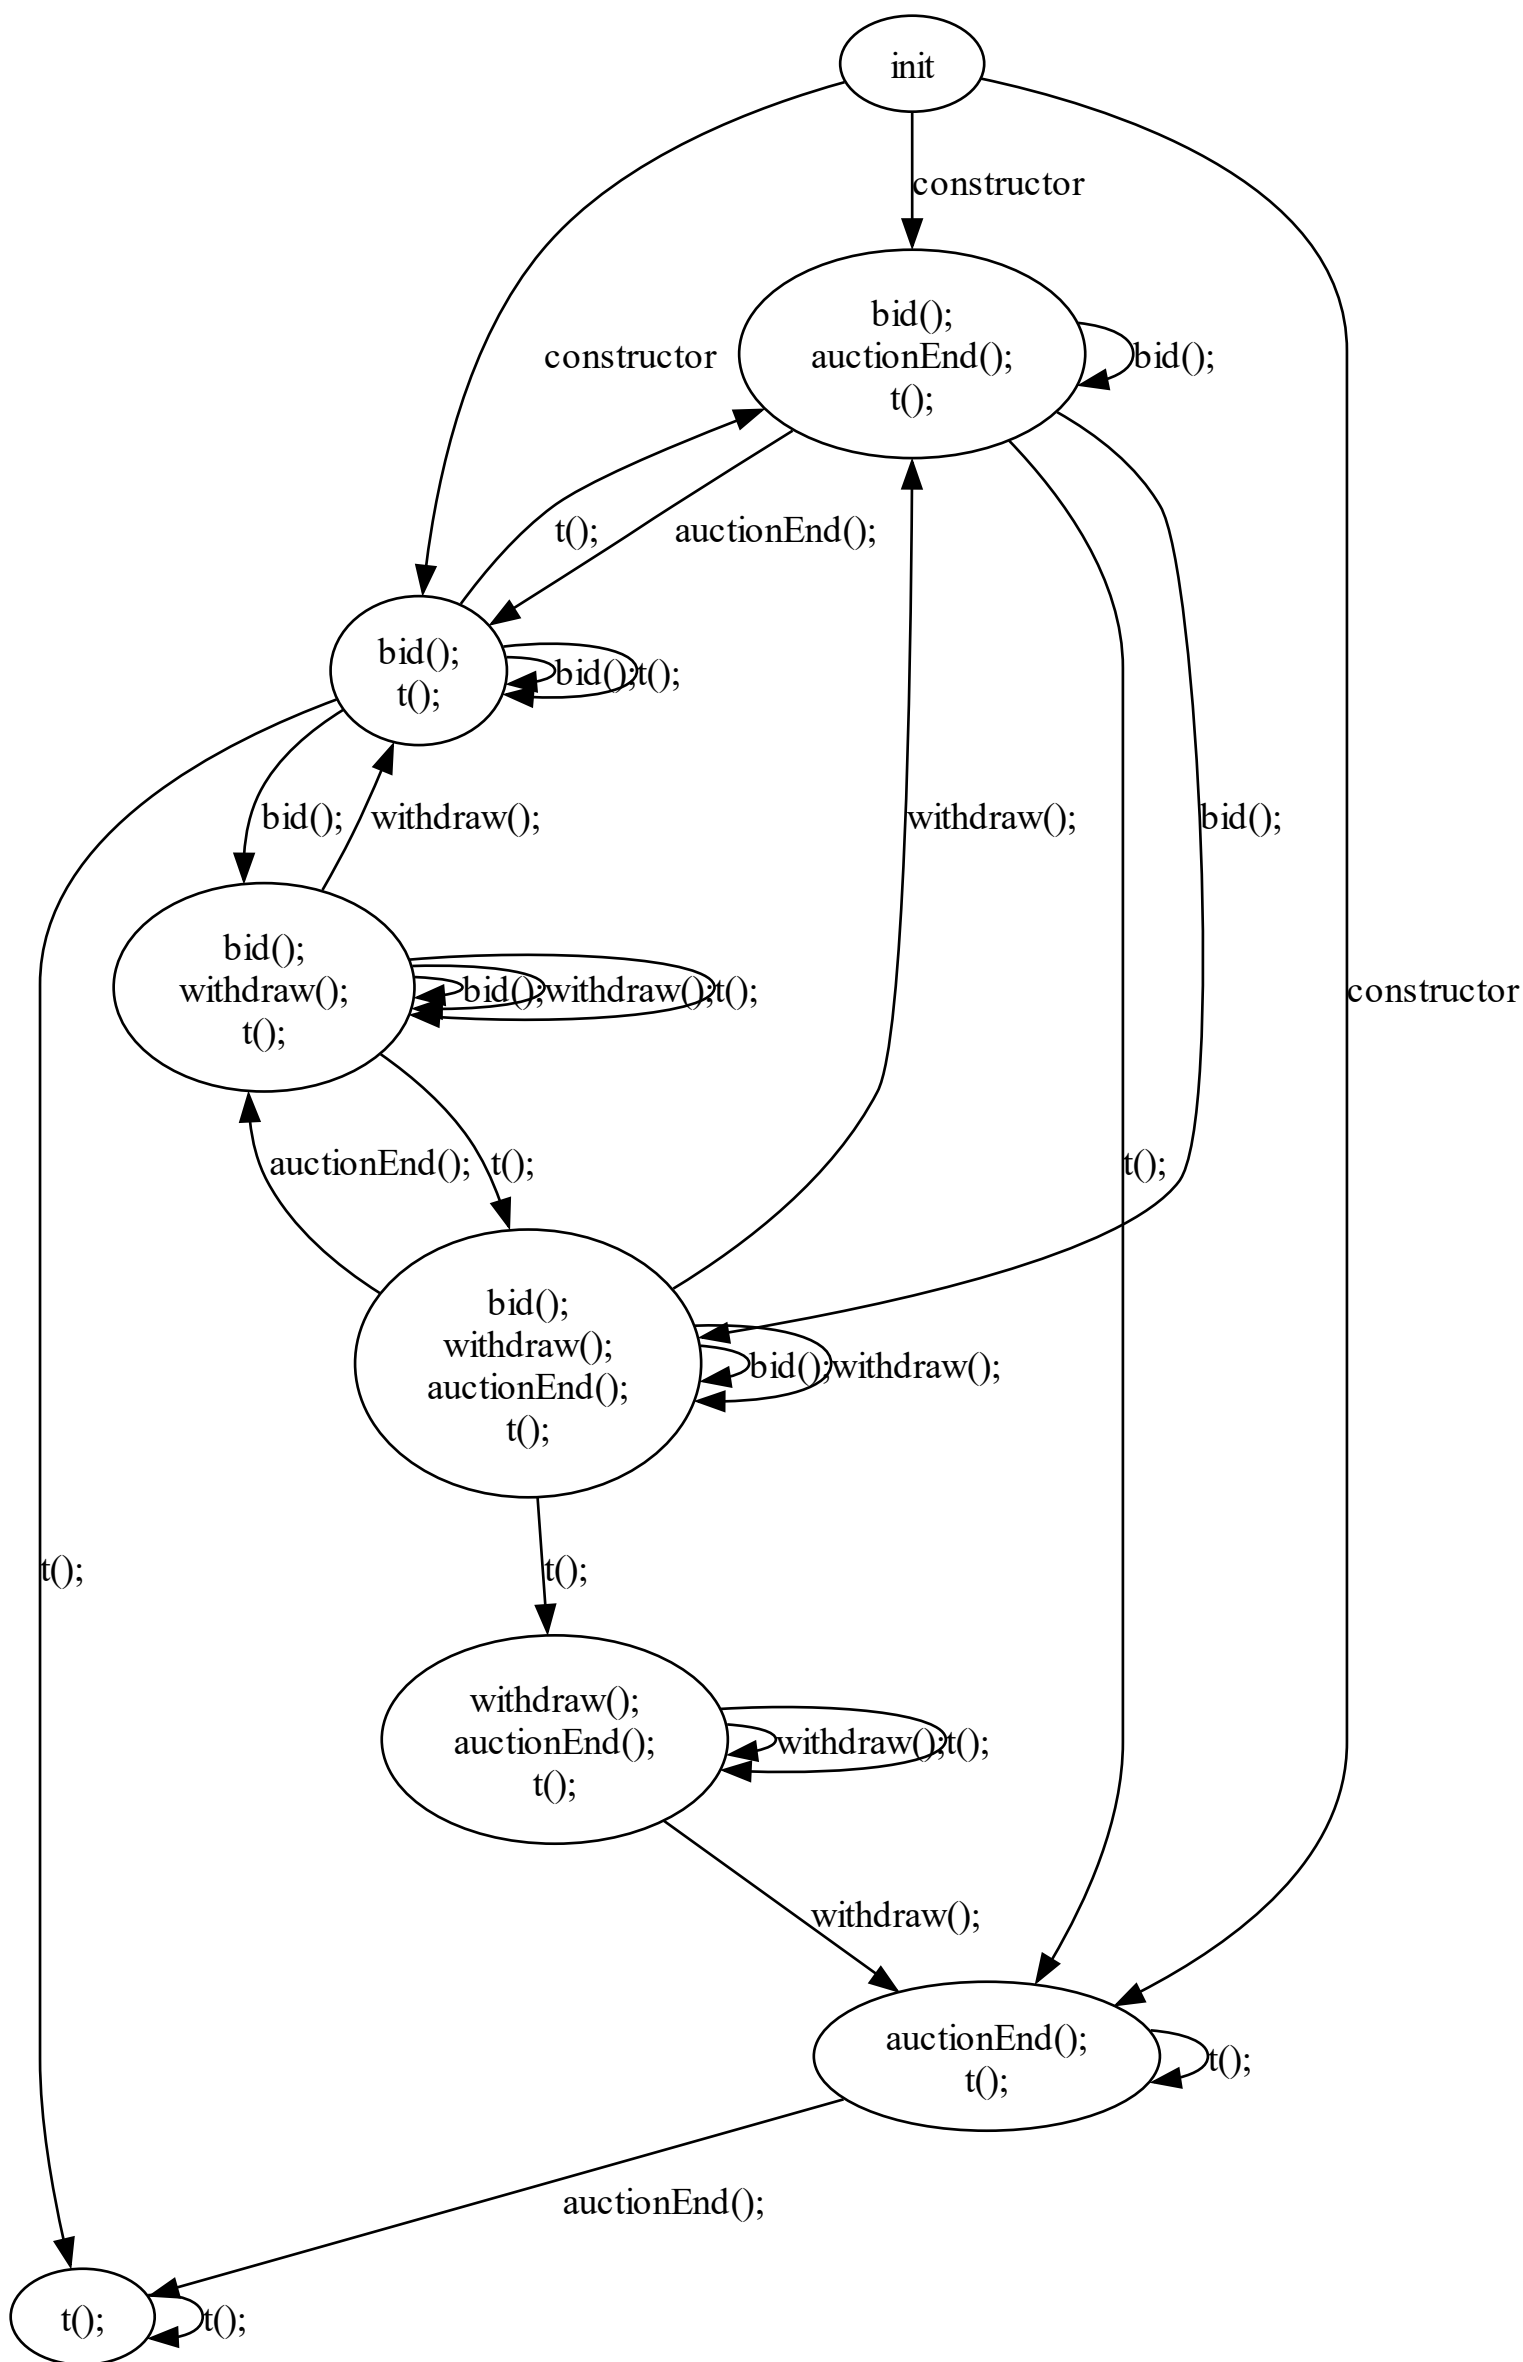 init
constructor
bid();
auctionEnd();
t();
bid();
constructor
t();
auctionEnd();
bid();
t();
bid();
t();
bid();
withdraw();
withdraw();
bid();
bid();
withdraw();
t();
bid();
withdraw();
t();
constructor
auctionEnd();
t();
t();
bid();
withdraw();
auctionEnd();
t();
bid();
withdraw();
t();
t();
withdraw();
auctionEnd();
t();
withdraw();
t();
withdraw();
auctionEnd();
t();
t();
auctionEnd();
t();
t();